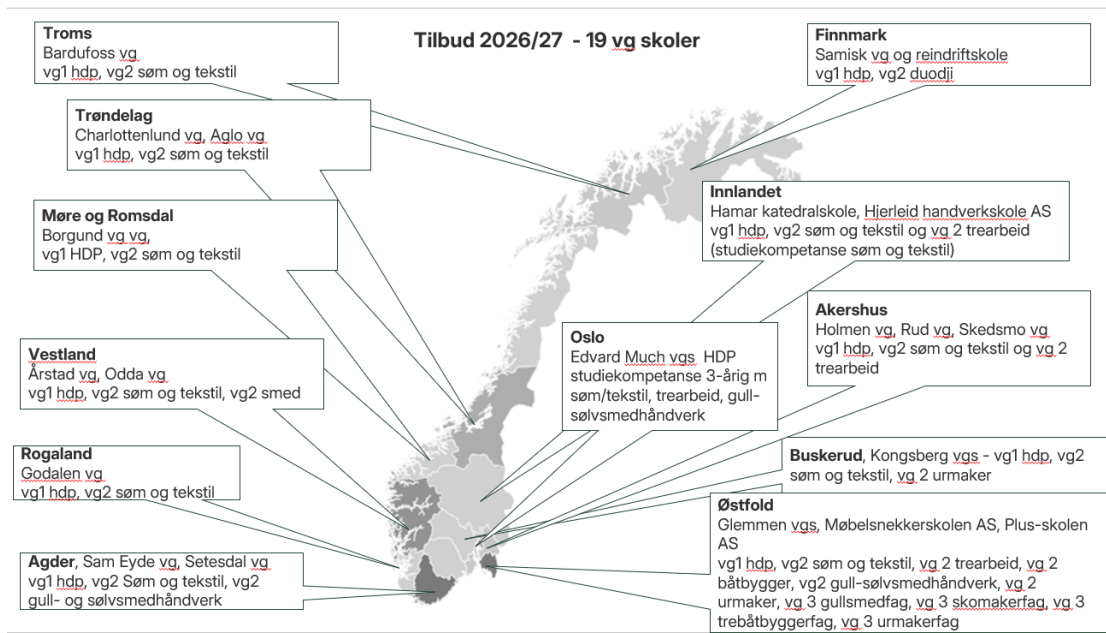 Tilbud 2026/27 - 19 vg skoler
Troms
Bardufoss vg
vg1 hdp, vg2 søm og tekstil
Finnmark
Samisk vg og reindriftskole
vg1 hdp, vg2 duodji
Trøndelag
Charlottenlund vg, Aglo vg
vg1 hdp, vg2 søm og tekstil
Innlandet
Hamar katedralskole, Hjerleid handverkskole AS
vg1 hdp, vg2 søm og tekstil og vg 2 trearbeid
(studiekompetanse søm og tekstil)
Møre og Romsdal
Borgund vg vg,
vg1 HDP, vg2 søm og tekstil
Akershus
Holmen vg, Rud vg, Skedsmo vg
vg1 hdp, vg2 søm og tekstil og vg 2
trearbeid
Oslo
Edvard Much vgs HDP
studiekompetanse 3-årig m
søm/tekstil, trearbeid, gull-
sølvsmedhåndverk
Vestland
Årstad vg, Odda vg
vg1 hdp, vg2 søm og tekstil, vg2 smed
Rogaland
Godalen vg
vg1 hdp, vg2 søm og tekstil
Buskerud, Kongsberg vgs - vg1 hdp, vg2
søm og tekstil, vg 2 urmaker
Østfold
Glemmen vgs, Møbelsnekkerskolen AS, Plus-skolen
AS
vg1 hdp, vg2 søm og tekstil, vg 2 trearbeid, vg 2
båtbygger, vg2 gull-sølvsmedhåndverk, vg 2
urmaker, vg 3 gullsmedfag, vg 3 skomakerfag, vg 3
trebåtbyggerfag, vg 3 urmakerfag
Agder, Sam Eyde vg, Setesdal vg
vg1 hdp, vg2 Søm og tekstil, vg2
gull- og sølvsmedhåndverk